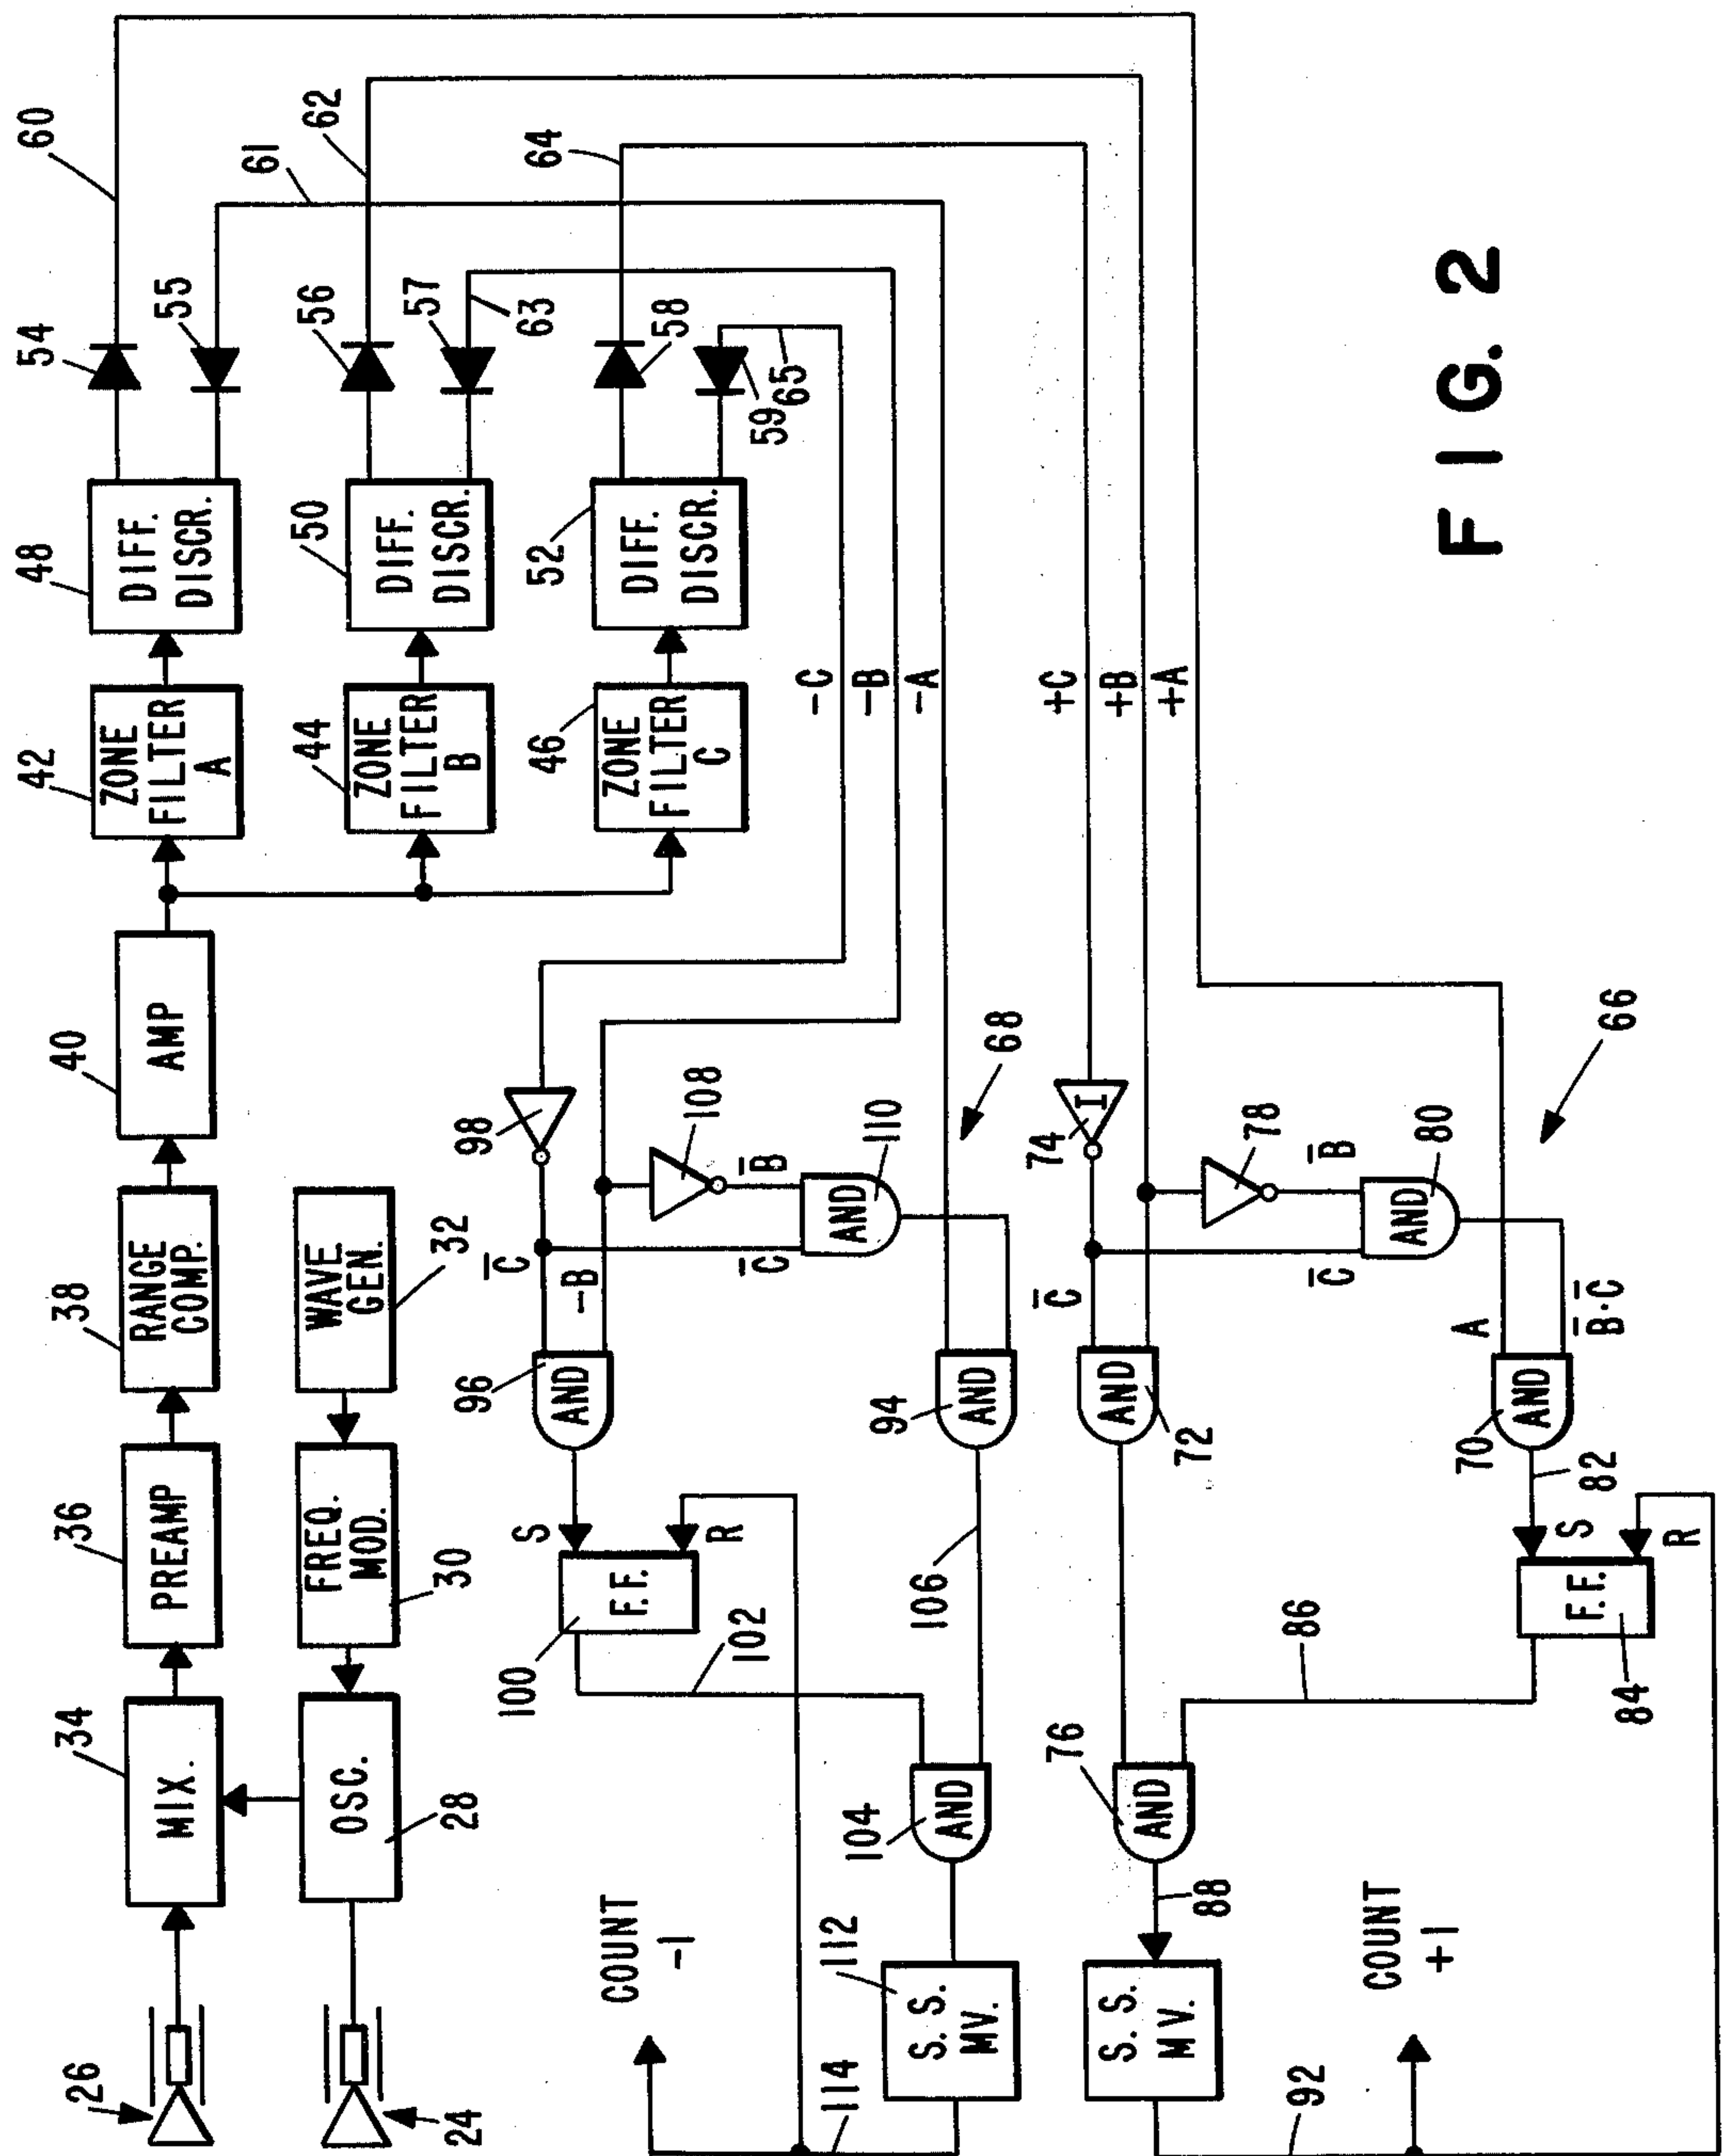 26
34
MIX.
36
PREAMP
38
RANGE
COMP.
40
AMP
42
ZONE
FILTER
A
48
DIFF.
DISCR.
54
55
60
61
24
OSC.
28
FREQ.
MOD.
30
WAVE
GEN.
32
44
ZONE
FILTER
B
50
DIFF.
DISCR.
56
57
62
63
46
ZONE
FILTER
C
52
DIFF.
DISCR.
58
59
64
65
COUNT
-1
S
F.F.
R
100
102
96
AND
C̅
-B
98
108
B̅
C̅
AND
110
-C
-B
-A
114
S. S.
MV.
112
104
AND
106
94
AND
68
+C
+B
+A
S. S.
MV.
88
76
AND
72
AND
C̅
74
I
78
B̅
C̅
AND
80
92
COUNT
+1
86
84
F.F.
S
R
82
70
AND
A
B̅·C̅
66
FIG. 2